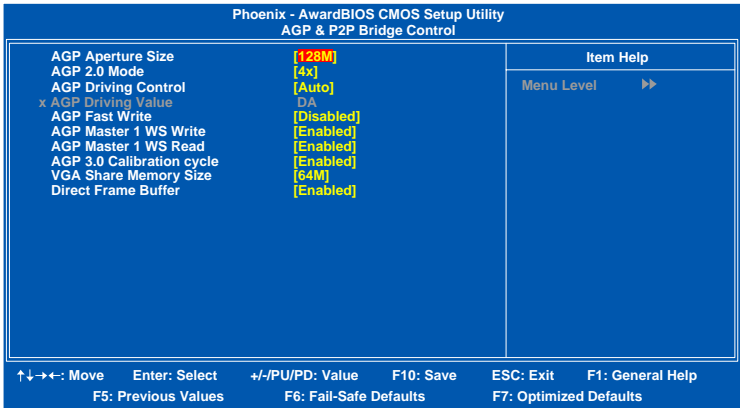 Phoenix - AwardBIOS CMOS Setup Utility
AGP & P2P Bridge Control
AGP Aperture Size [128M]
AGP 2.0 Mode [4x]
AGP Driving Control [Auto]
x AGP Driving Value DA
AGP Fast Write [Disabled]
AGP Master 1 WS Write [Enabled]
AGP Master 1 WS Read [Enabled]
AGP 3.0 Calibration cycle [Enabled]
VGA Share Memory Size [64M]
Direct Frame Buffer [Enabled]
Item Help
Menu Level ▶▶
↑↓→←: Move Enter: Select +/-/PU/PD: Value F10: Save ESC: Exit F1: General Help
F5: Previous Values F6: Fail-Safe Defaults F7: Optimized Defaults